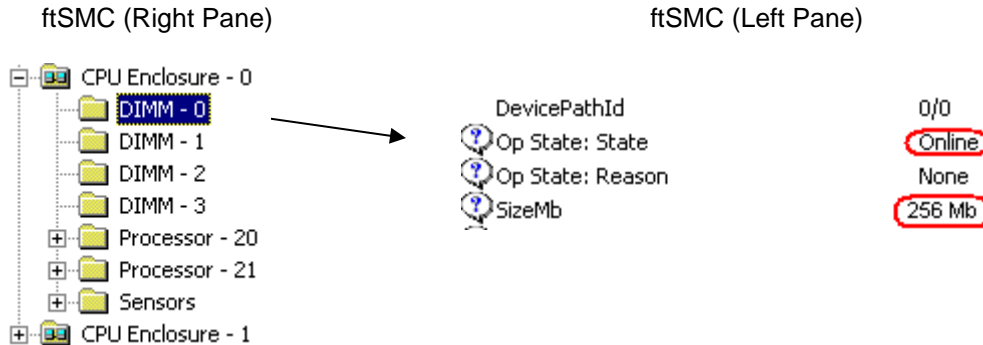 ftSMC (Right Pane)
ftSMC (Left Pane)
CPU Enclosure - 0
DIMM - 0
DIMM - 1
DIMM - 2
DIMM - 3
Processor - 20
Processor - 21
Sensors
CPU Enclosure - 1
DevicePathId 0/0
Op State: State Online
Op State: Reason None
SizeMb 256 Mb